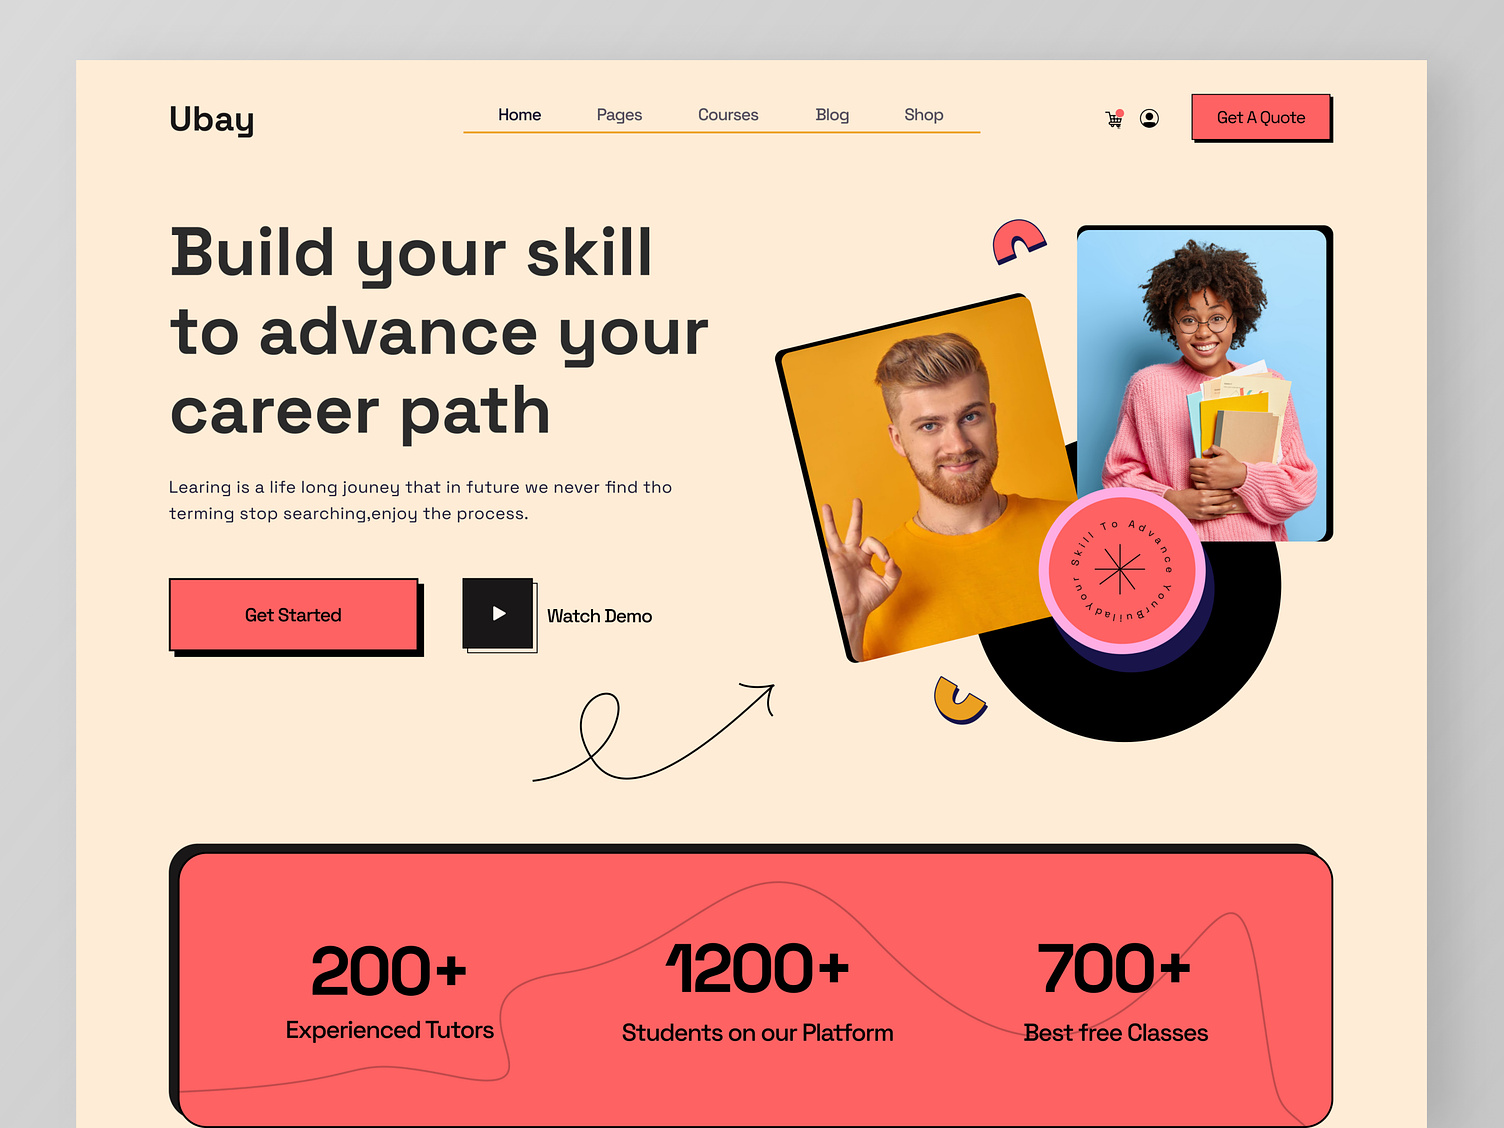 Ubay
Home Pages Courses Blog Shop
Get A Quote
Build your skill
to advance your
career path
Learing is a life long jouney that in future we never find tho
terming stop searching,enjoy the process.
Get Started
Watch Demo
Skill To Advance YourBuiladYour
200+
Experienced Tutors
1200+
Students on our Platform
700+
Best free Classes